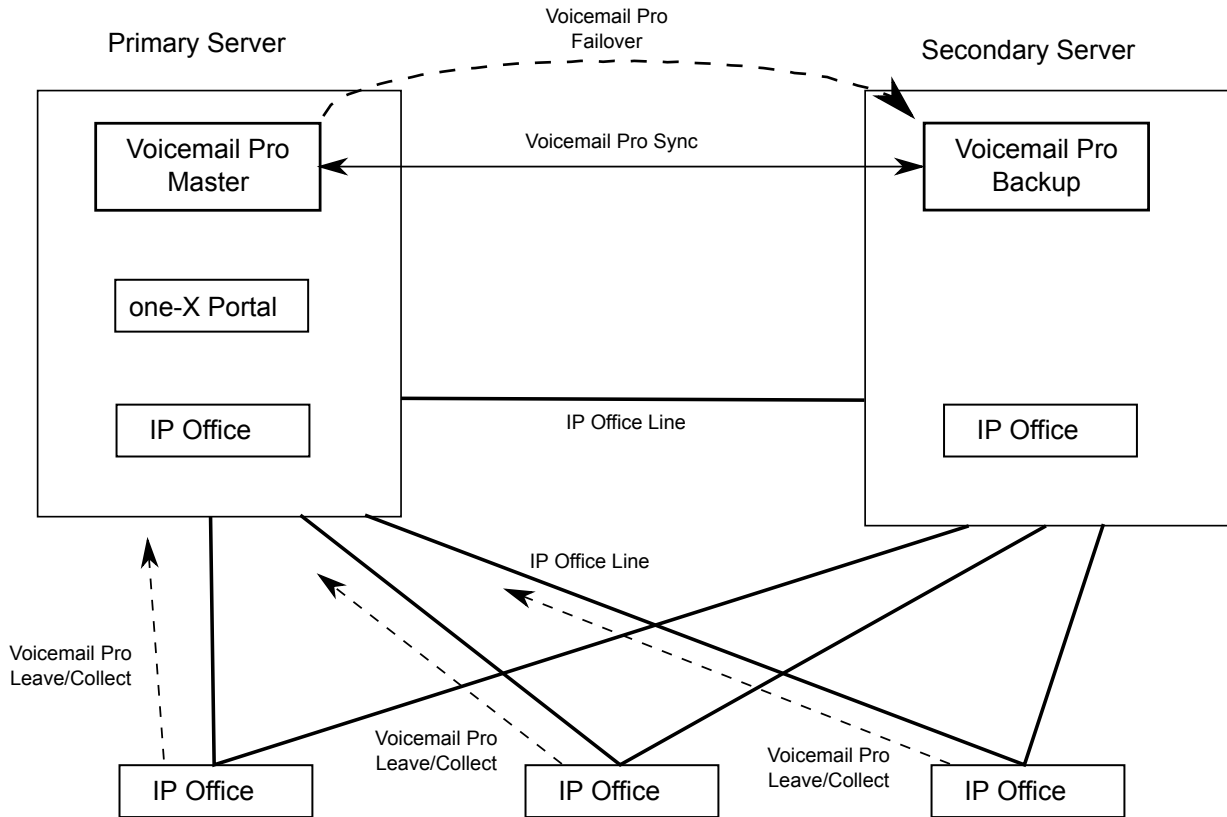 Voicemail Pro
Failover
Primary Server
Secondary Server
Voicemail Pro
Master
Voicemail Pro Sync
Voicemail Pro
Backup
one-X Portal
IP Office
IP Office Line
IP Office
IP Office Line
Voicemail Pro
Leave/Collect
Voicemail Pro
Leave/Collect
Voicemail Pro
Leave/Collect
IP Office
IP Office
IP Office